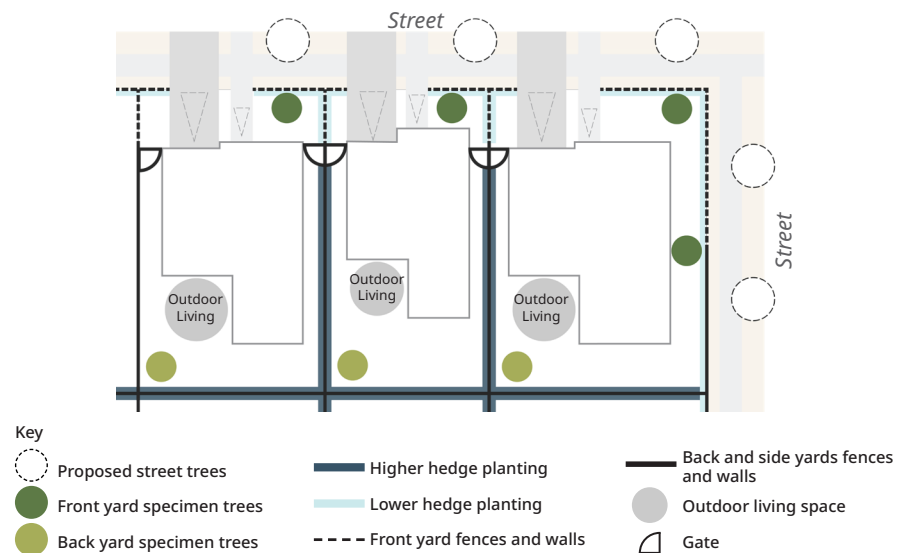 Street
Street
Outdoor
Living
Outdoor
Living
Outdoor
Living
Key
Proposed street trees
Front yard specimen trees
Back yard specimen trees
Higher hedge planting
Lower hedge planting
Front yard fences and walls
Back and side yards fences
and walls
Outdoor living space
Gate